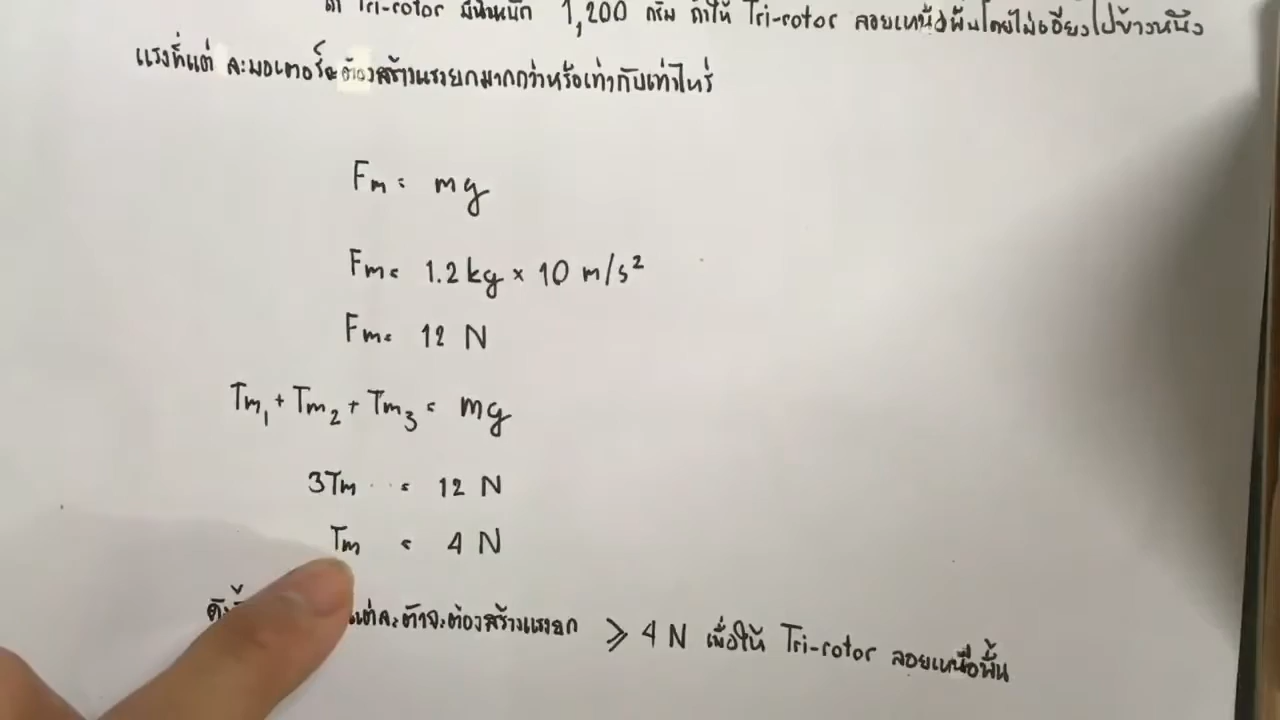 ถ้า Tri-rotor มีน้ำหนัก 1,200 กรัม ถ้าให้ Tri-rotor ลอยเหนือพื้นโดยไม่เอียงไปข้างหนึ่ง
แรงที่แต่ ละมอเตอร์จะต้องสร้างแรงยกมากกว่าหรือเท่ากับเท่าไหร่
Fm = mg
Fm = 1.2 kg × 10 m/s²
Fm = 12 N
Tm₁ + Tm₂ + Tm₃ = mg
3Tm = 12 N
Tm = 4 N
แต่ละตัวจะต้องสร้างแรงยก ≥ 4 N เพื่อให้ Tri-rotor ลอยเหนือพื้น